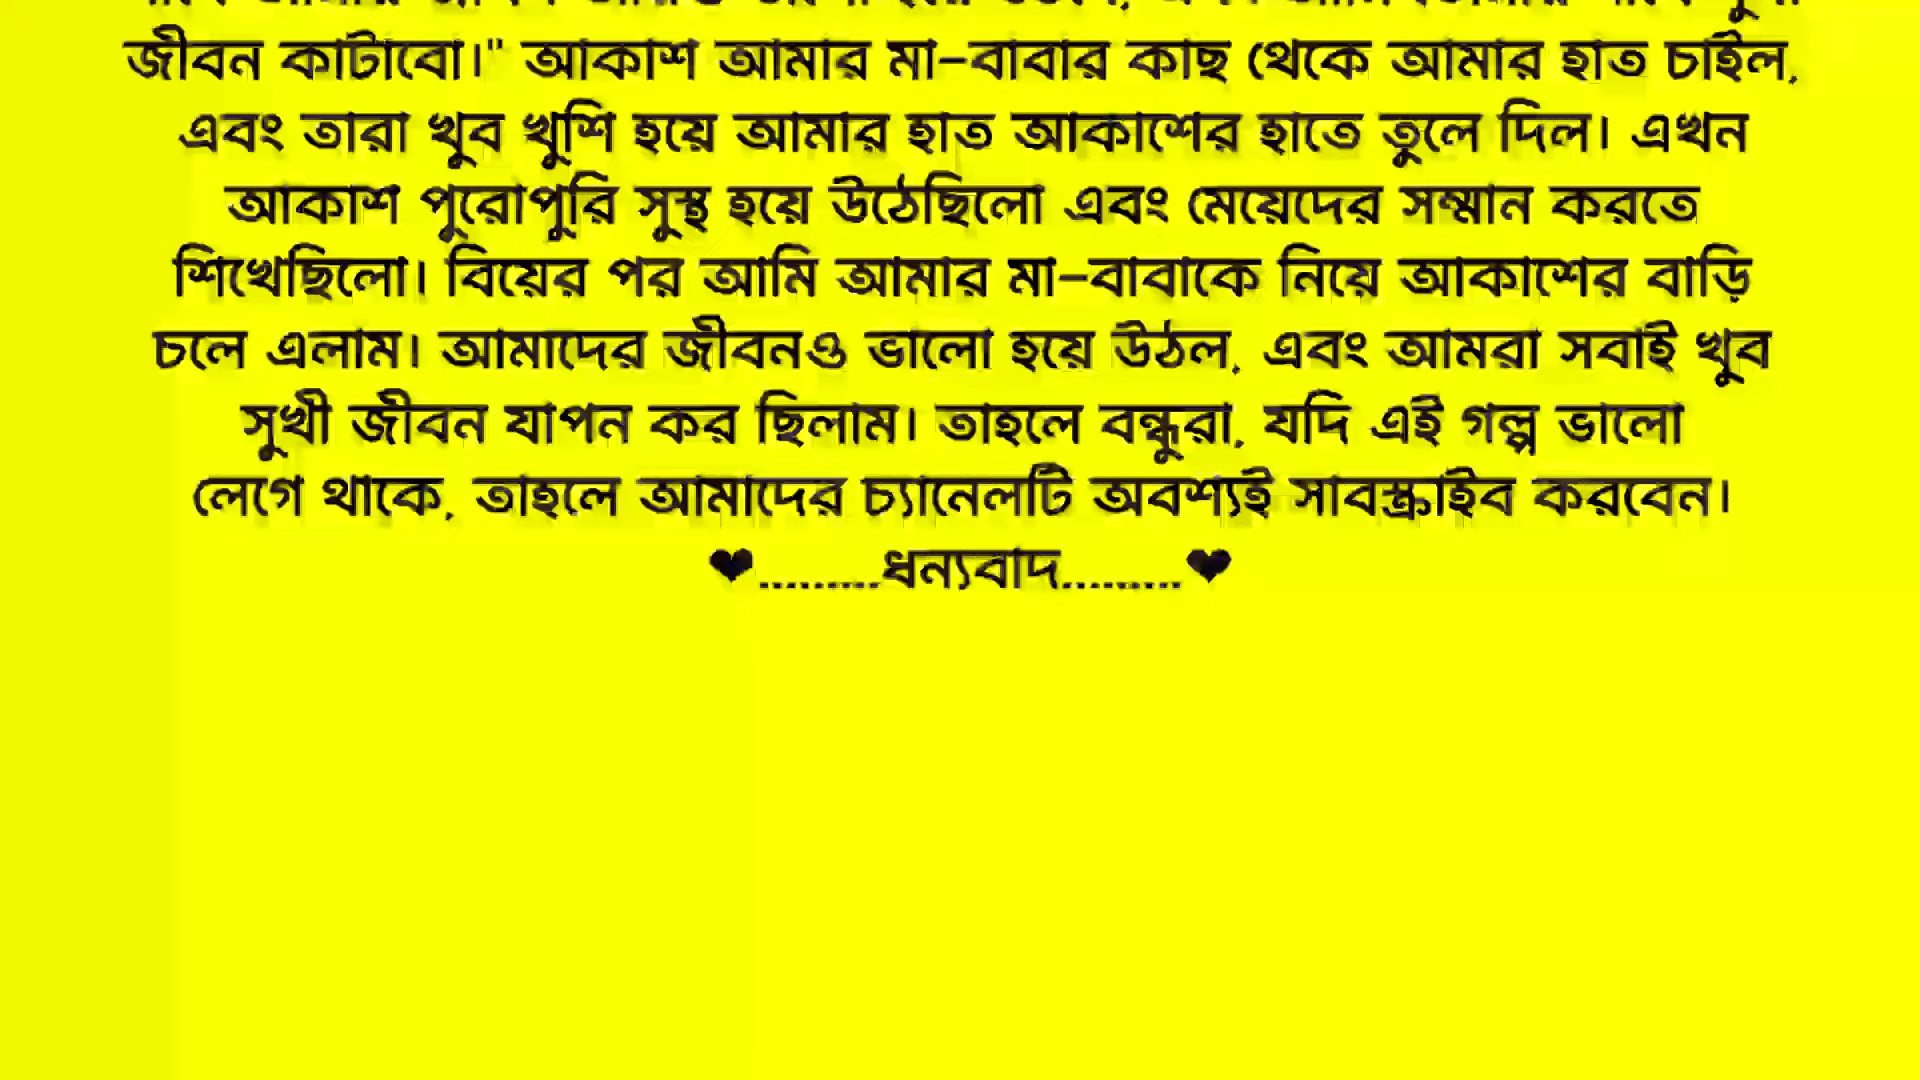 জীবন কাটাবো।" আকাশ আমার মা–বাবার কাছ থেকে আমার হাত চাইল,
এবং তারা খুব খুশি হয়ে আমার হাত আকাশের হাতে তুলে দিল। এখন
আকাশ পুরোপুরি সুস্থ হয়ে উঠেছিলো এবং মেয়েদের সম্মান করতে
শিখেছিলো। বিয়ের পর আমি আমার মা–বাবাকে নিয়ে আকাশের বাড়ি
চলে এলাম। আমাদের জীবনও ভালো হয়ে উঠল, এবং আমরা সবাই খুব
সুখী জীবন যাপন কর ছিলাম। তাহলে বন্ধুরা, যদি এই গল্প ভালো
লেগে থাকে, তাহলে আমাদের চ্যানেলটি অবশ্যই সাবস্ক্রাইব করবেন।
❤.........ধন্যবাদ.........❤